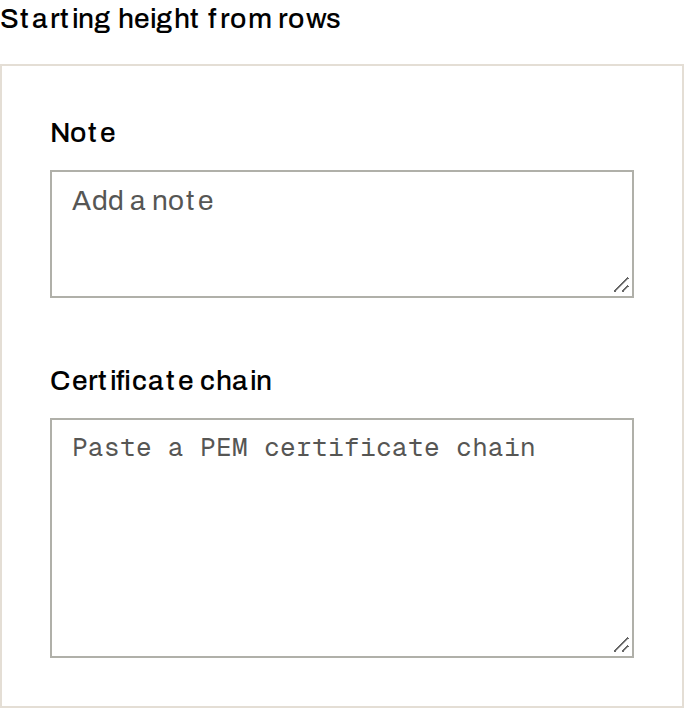 Starting height from rows
Note
Add a note
Certificate chain
Paste a PEM certificate chain